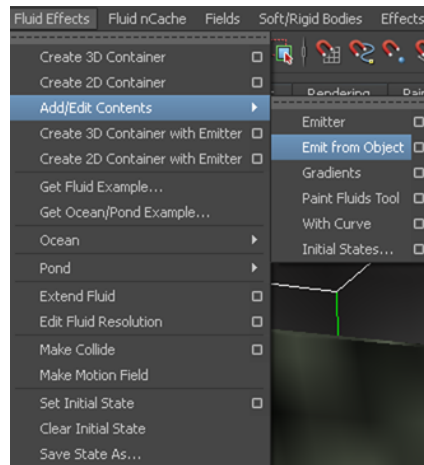 Fluid Effects Fluid nCache Fields Soft/Rigid Bodies Effects
Create 3D Container
Create 2D Container
Add/Edit Contents
Create 3D Container with Emitter
Create 2D Container with Emitter
Get Fluid Example...
Get Ocean/Pond Example...
Ocean
Pond
Extend Fluid
Edit Fluid Resolution
Make Collide
Make Motion Field
Set Initial State
Clear Initial State
Save State As...
Rendering
Emitter
Emit from Object
Gradients
Paint Fluids Tool
With Curve
Initial States...